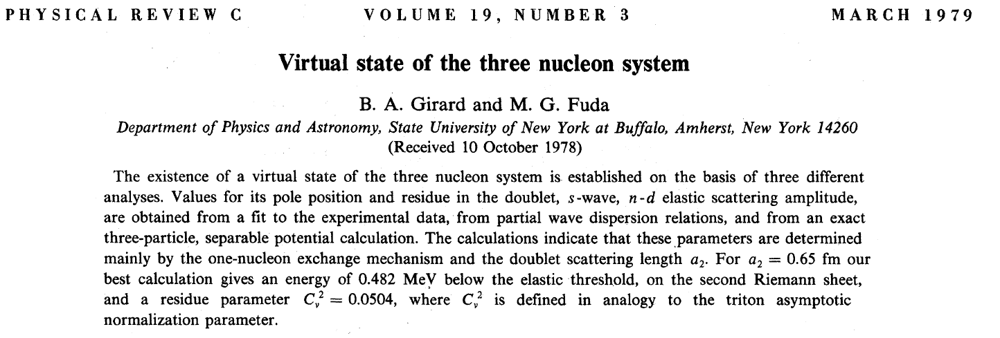 PHYSICAL REVIEW C VOLUME 19, NUMBER 3 MARCH 1979
Virtual state of the three nucleon system
B. A. Girard and M. G. Fuda
Department of Physics and Astronomy, State University of New York at Buffalo, Amherst, New York 14260
(Received 10 October 1978)
The existence of a virtual state of the three nucleon system is established on the basis of three different
analyses. Values for its pole position and residue in the doublet, s-wave, n-d elastic scattering amplitude,
are obtained from a fit to the experimental data, from partial wave dispersion relations, and from an exact
three-particle, separable potential calculation. The calculations indicate that these parameters are determined
mainly by the one-nucleon exchange mechanism and the doublet scattering length a₂. For a₂ = 0.65 fm our
best calculation gives an energy of 0.482 MeV below the elastic threshold, on the second Riemann sheet,
and a residue parameter Cᵥ² = 0.0504, where Cᵥ² is defined in analogy to the triton asymptotic
normalization parameter.